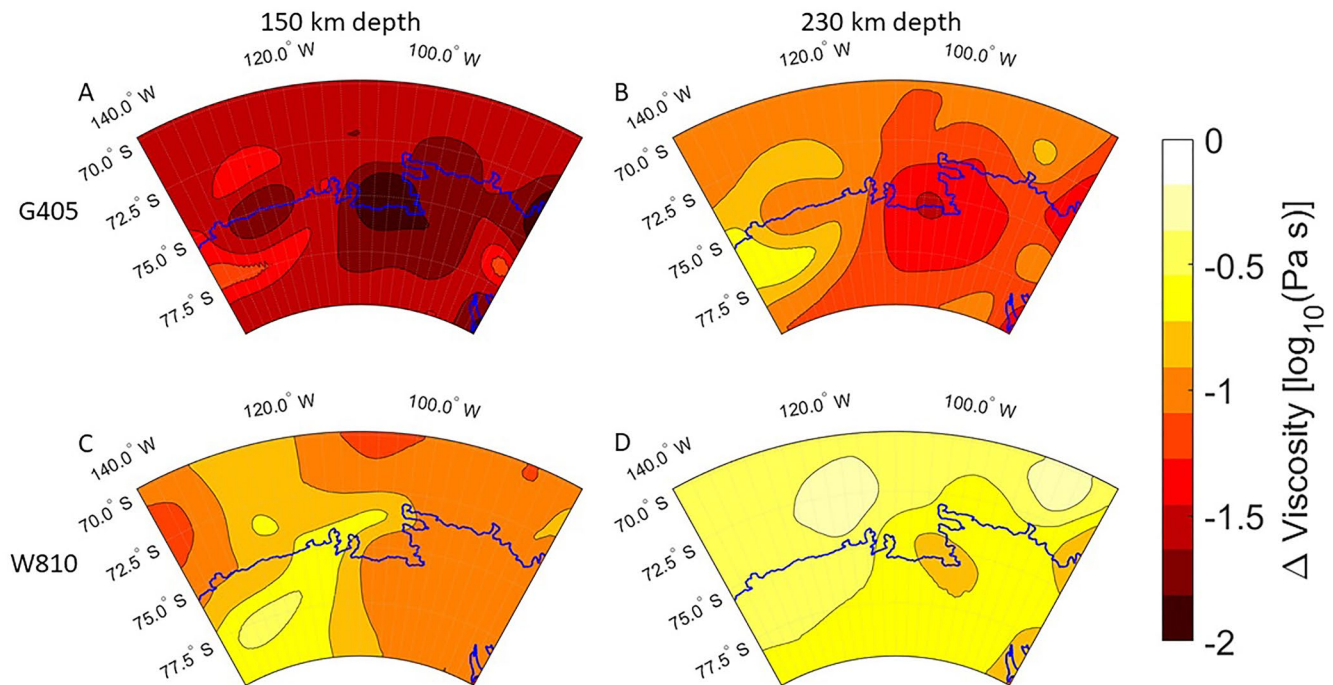 150 km depth
230 km depth
120.0° W
100.0° W
120.0° W
100.0° W
A
B
140.0° W
140.0° W
70.0° S
70.0° S
0
G405
72.5° S
72.5° S
75.0° S
75.0° S
77.5° S
77.5° S
-0.5
120.0° W
100.0° W
120.0° W
100.0° W
-1
C
D
140.0° W
140.0° W
70.0° S
70.0° S
-1.5
W810
72.5° S
72.5° S
75.0° S
75.0° S
77.5° S
77.5° S
-2
Δ Viscosity [log10(Pa s)]